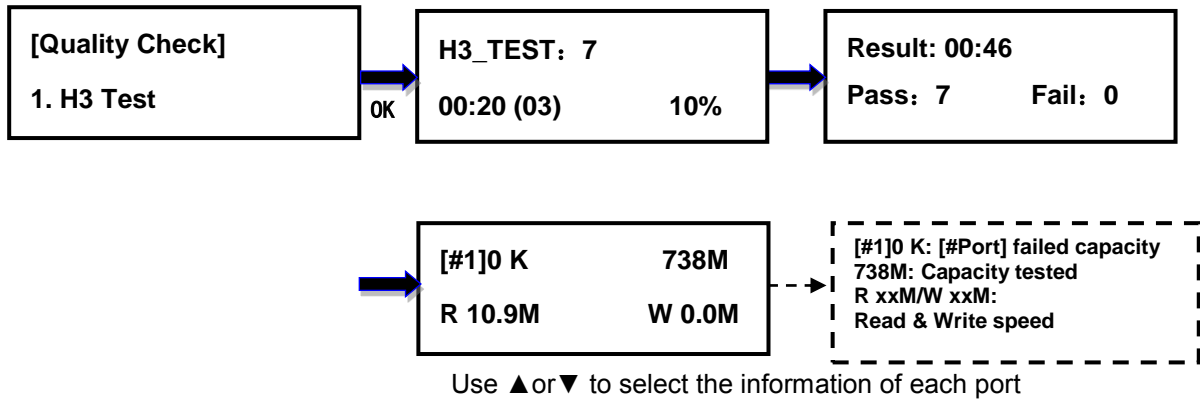 [Quality Check]
1. H3 Test
OK
H3_TEST：7
00:20 (03) 10%
Result: 00:46
Pass：7 Fail：0
[#1]0 K 738M
R 10.9M W 0.0M
[#1]0 K: [#Port] failed capacity
738M: Capacity tested
R xxM/W xxM:
Read & Write speed
Use ▲or▼ to select the information of each port